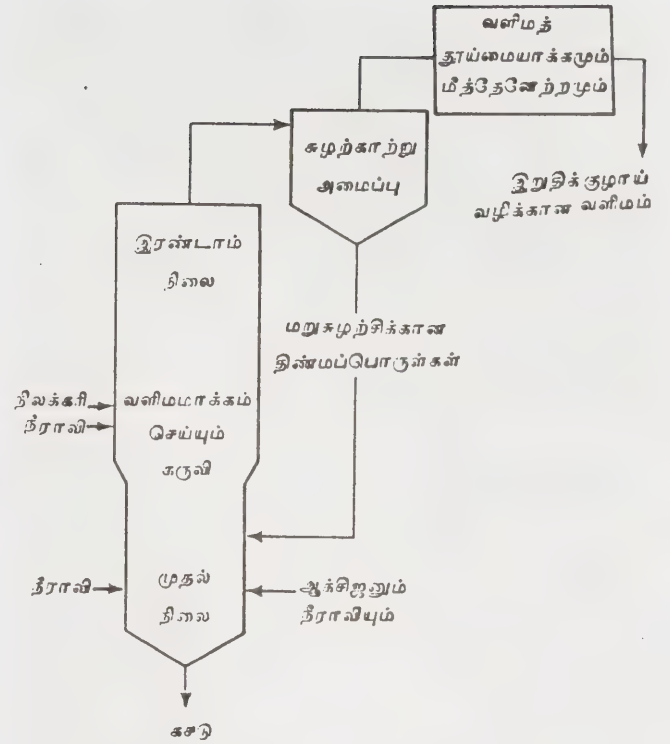 வளிமத்
தூய்மையாக்கமும்
மீத்தேனேற்றமும்
சுழற்காற்று
அமைப்பு
இறுதிக்குழாய்
வழிக்கான வளிமம்
இரண்டாம்
நிலை
மறுசுழற்சிக்கான
திண்மப்பொருள்கள்
நிலக்கரி
நீராவி
வளிமமாக்கம்
செய்யும்
கருவி
நீராவி
முதல்
நிலை
ஆக்சிஜனும்
நீராவியும்
கசடு